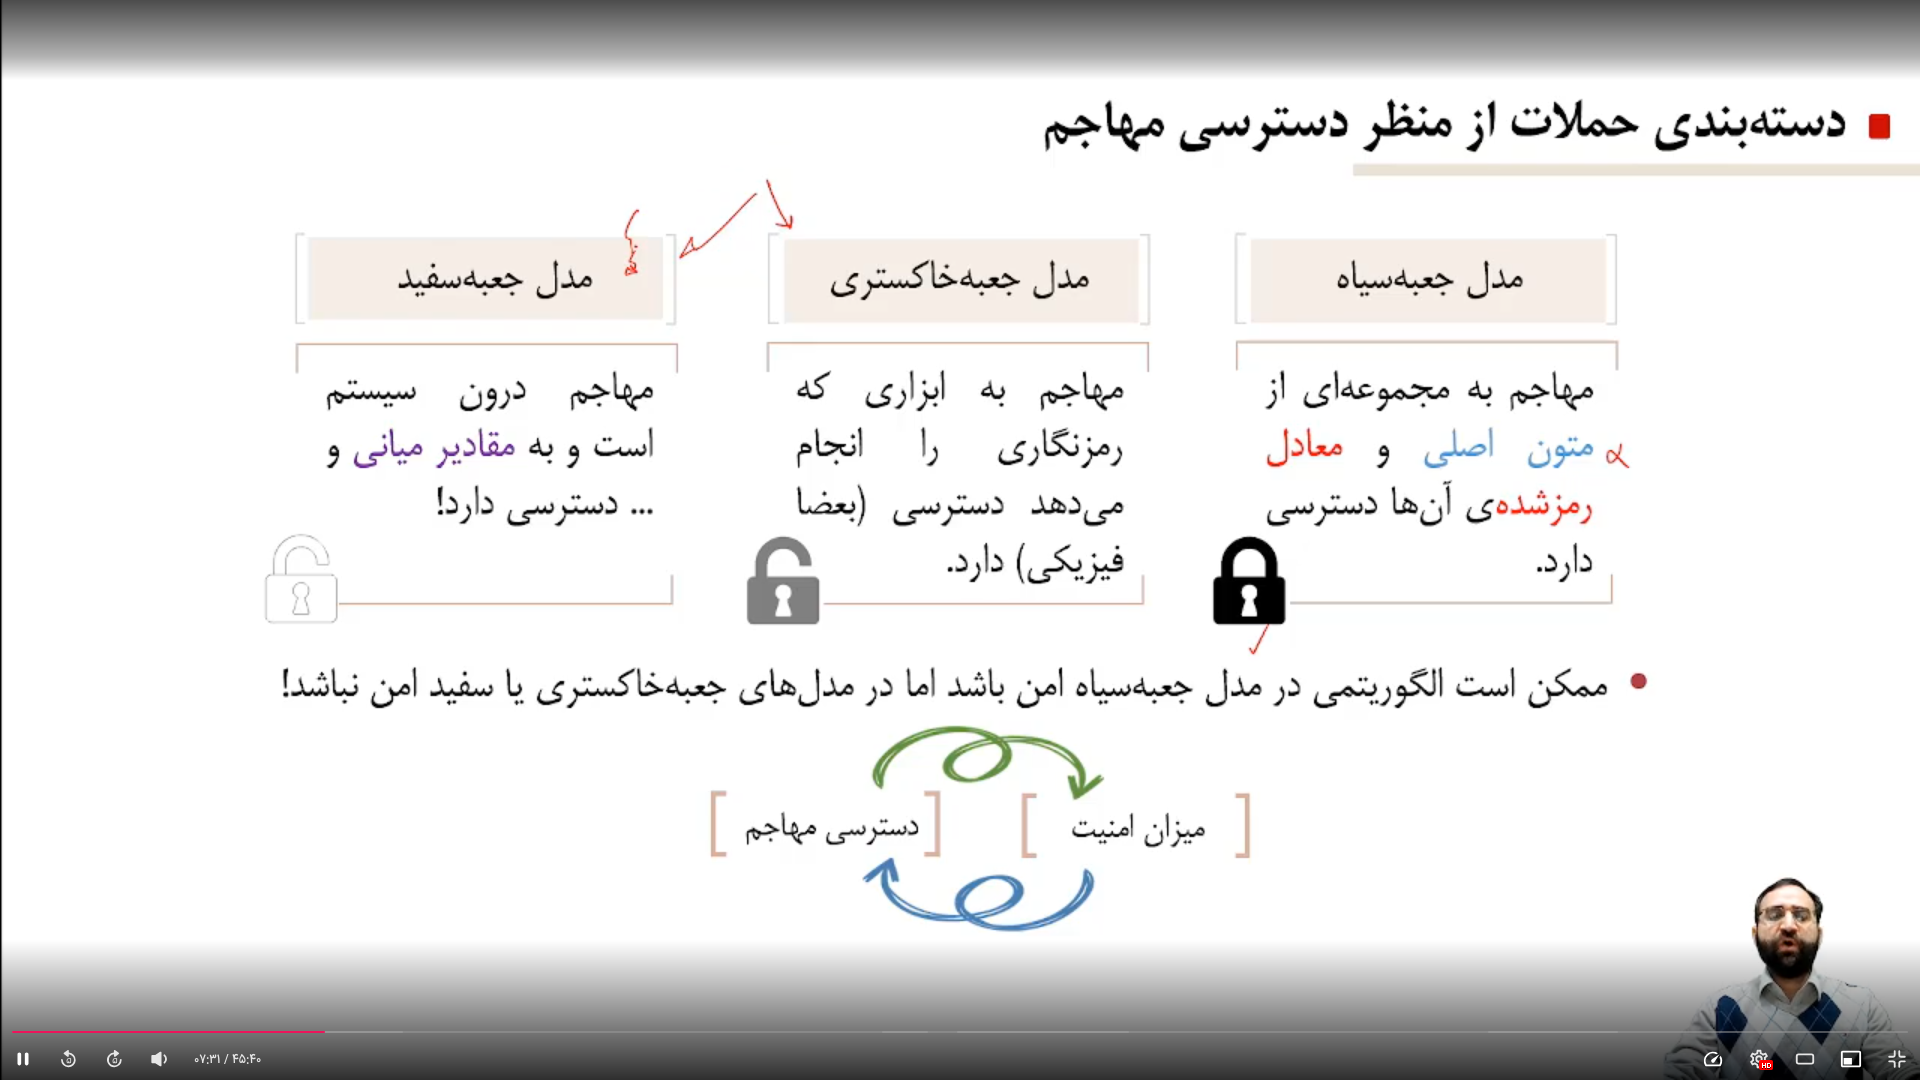 دسته‌بندی حملات از منظر دسترسی مهاجم
مدل جعبه‌سیاه
مهاجم به مجموعه‌ای از
متون اصلی و معادل
رمزشده‌ی آن‌ها دسترسی
دارد.
مدل جعبه‌خاکستری
مهاجم به ابزاری که
رمزنگاری را انجام
می‌دهد دسترسی (بعضا
فیزیکی) دارد.
مدل جعبه‌سفید
مهاجم درون سیستم
است و به مقادیر میانی و
... دسترسی دارد!
ممکن است الگوریتمی در مدل جعبه‌سیاه امن باشد اما در مدل‌های جعبه‌خاکستری یا سفید امن نباشد!
میزان امنیت
دسترسی مهاجم
۰۷:۳۱ / ۴۵:۴۰
HD